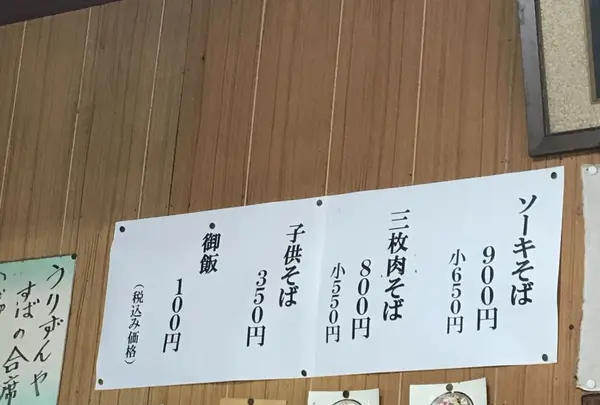 ソーキそば
900円
小650円
三枚肉そば
800円
小550円
子供そば
350円
御飯
100円
(税込み価格)
うりずんや
すばの合席